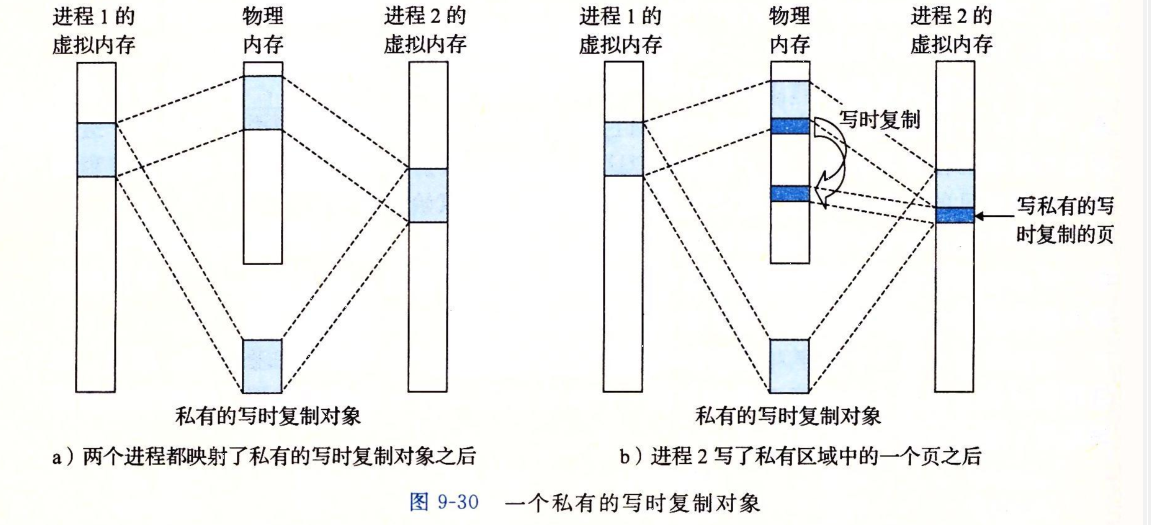 进程 1 的
虚拟内存
物理
内存
进程 2 的
虚拟内存
进程 1 的
虚拟内存
物理
内存
进程 2 的
虚拟内存
写时复制
写私有的写
时复制的页
私有的写时复制对象
私有的写时复制对象
a）两个进程都映射了私有的写时复制对象之后
b）进程 2 写了私有区域中的一个页之后
图 9-30 一个私有的写时复制对象